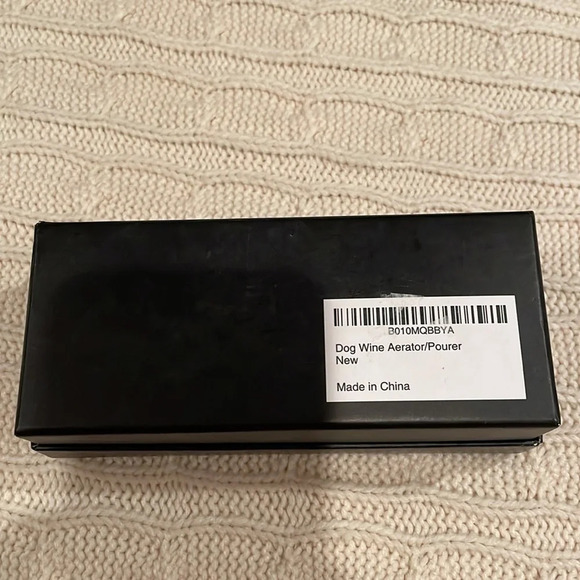 B010MQBBYA
Dog Wine Aerator/Pourer
New
Made in China